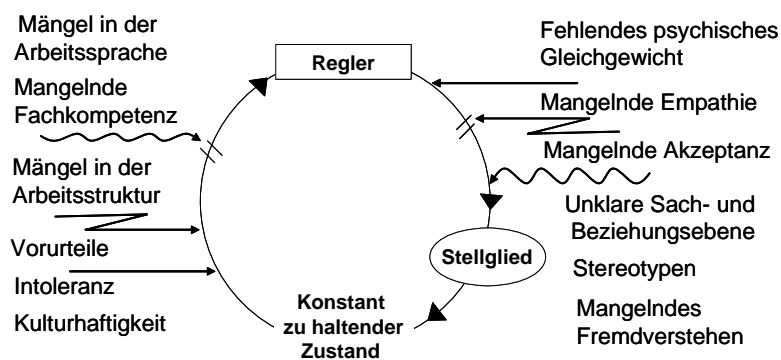 Mängel in der
Arbeitssprache
Mangelnde
Fachkompetenz
Mängel in der
Arbeitsstruktur
Vorurteile
Intoleranz
Kulturhaftigkeit
Regler
Stellglied
Konstant
zu haltender
Zustand
Fehlendes psychisches
Gleichgewicht
Mangelnde Empathie
Mangelnde Akzeptanz
Unklare Sach- und
Beziehungsebene
Stereotypen
Mangelndes
Fremdverstehen